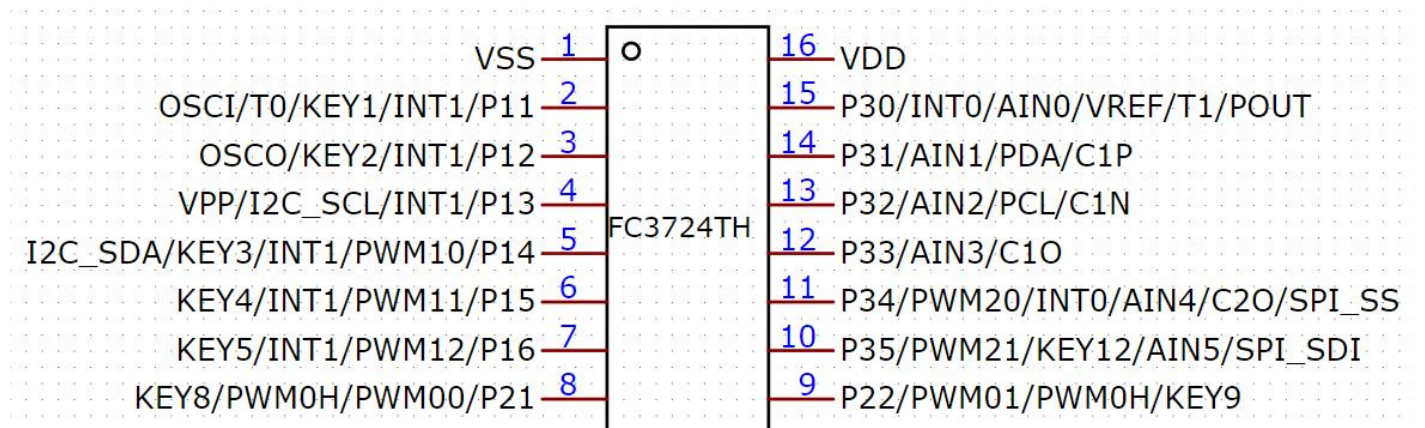 VSS 1 16 VDD
OSCI/T0/KEY1/INT1/P11 2 15 P30/INT0/AIN0/VREF/T1/POUT
OSCO/KEY2/INT1/P12 3 14 P31/AIN1/PDA/C1P
VPP/I2C_SCL/INT1/P13 4 13 P32/AIN2/PCL/C1N
FC3724TH
I2C_SDA/KEY3/INT1/PWM10/P14 5 12 P33/AIN3/C1O
KEY4/INT1/PWM11/P15 6 11 P34/PWM20/INT0/AIN4/C2O/SPI_SS
KEY5/INT1/PWM12/P16 7 10 P35/PWM21/KEY12/AIN5/SPI_SDI
KEY8/PWM0H/PWM00/P21 8 9 P22/PWM01/PWM0H/KEY9